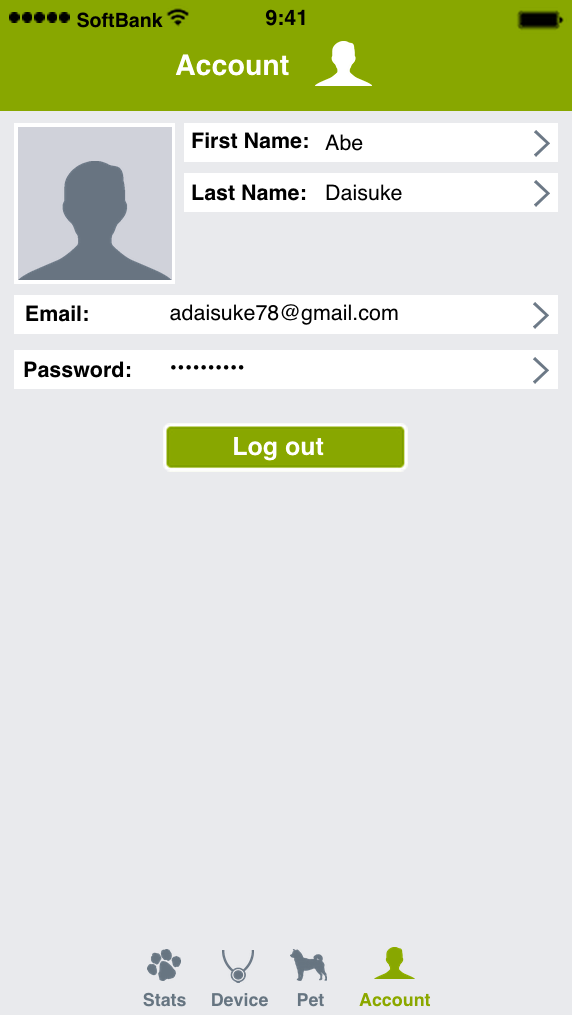 SoftBank 9:41
Account
First Name: Abe
Last Name: Daisuke
Email: adaisuke78@gmail.com
Password: ••••••••••
Log out
Stats Device Pet Account